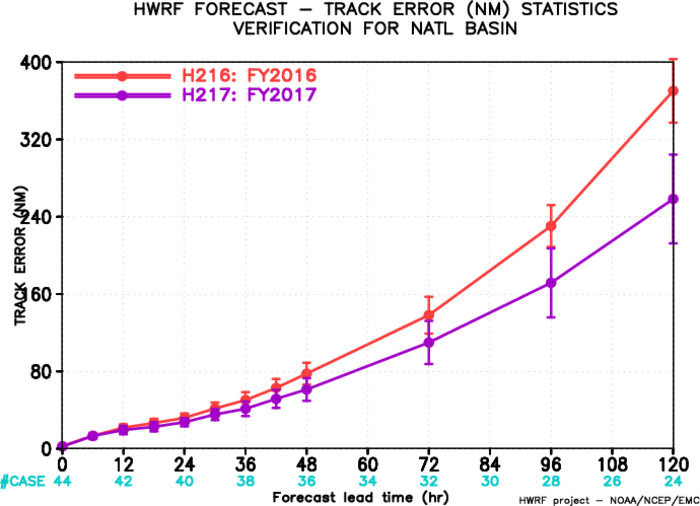 HWRF FORECAST – TRACK ERROR (NM) STATISTICS
VERIFICATION FOR NATL BASIN
H216: FY2016
H217: FY2017
TRACK ERROR (NM)
400
320
240
160
80
0
0 12 24 36 48 60 72 84 96 108 120
#CASE 44 42 40 38 36 34 32 30 28 26 24
Forecast lead time (hr)
HWRF project – NOAA/NCEP/EMC